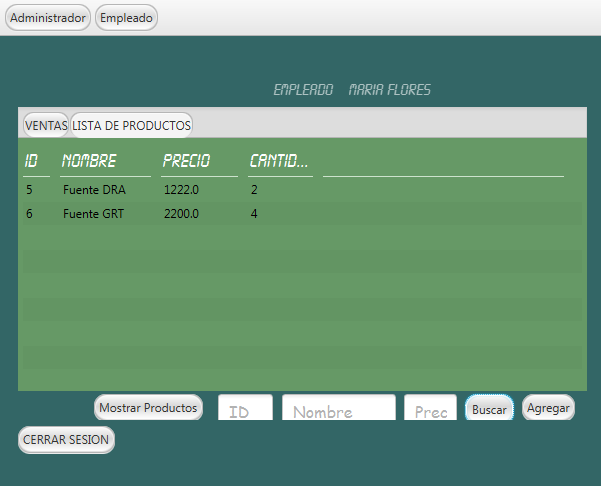 Administrador Empleado
EMPLEADO MARIA FLORES
VENTAS LISTA DE PRODUCTOS
ID NOMBRE PRECIO CANTID...
5 Fuente DRA 1222.0 2
6 Fuente GRT 2200.0 4
Mostrar Productos ID Nombre Prec Buscar Agregar
CERRAR SESION